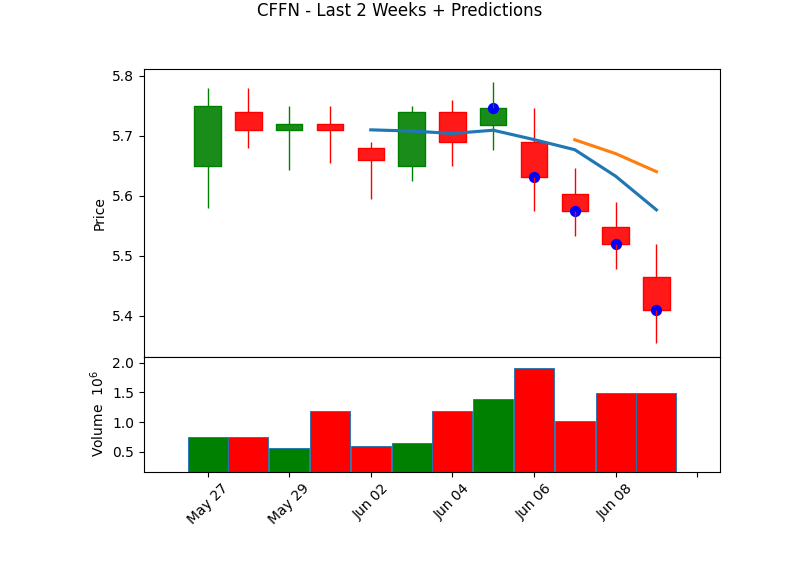 CFFN - Last 2 Weeks + Predictions
5.8
5.7
5.6
5.5
5.4
Price
2.0
1.5
1.0
0.5
Volume 10^6
May 27
May 29
Jun 02
Jun 04
Jun 06
Jun 08